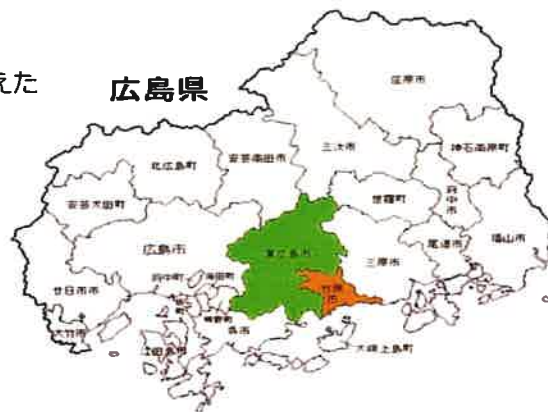 えた
広島県
庄原市
三次市
神石高原町
北広島町
安芸高田市
安芸太田町
世羅町
府中市
広島市
東広島市
三原市
尾道市
福山市
廿日市市
府中町
海田町
竹原市
熊野町
呉市
大竹市
江田島市
大崎上島町